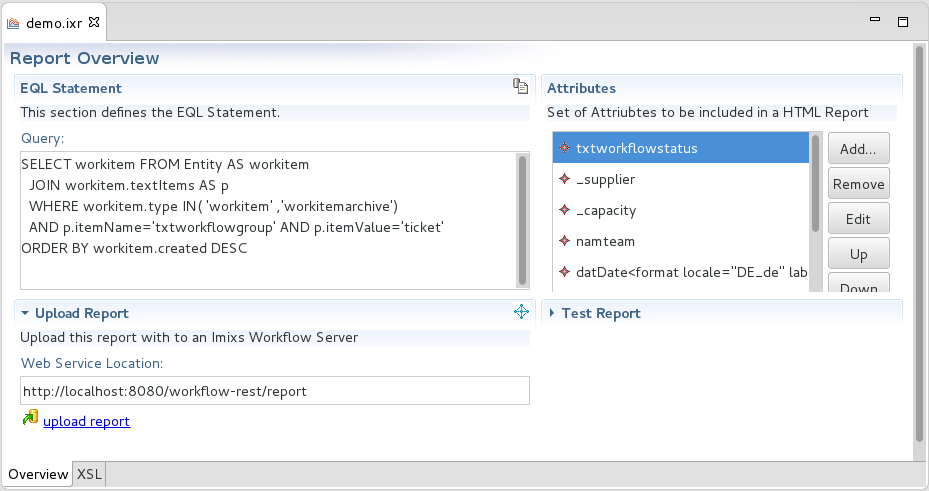 demo.ixr
Report Overview
EQL Statement
This section defines the EQL Statement.
Query:
SELECT workitem FROM Entity AS workitem
JOIN workitem.textItems AS p
WHERE workitem.type IN( 'workitem' ,'workitemarchive')
AND p.itemName='txtworkflowgroup' AND p.itemValue='ticket'
ORDER BY workitem.created DESC
Attributes
Set of Attriubtes to be included in a HTML Report
txtworkflowstatus
_supplier
_capacity
namteam
datDate<format locale="DE_de" lab
Add...
Remove
Edit
Up
Down
Upload Report
Upload this report with to an Imixs Workflow Server
Web Service Location:
http://localhost:8080/workflow-rest/report
upload report
Test Report
Overview
XSL